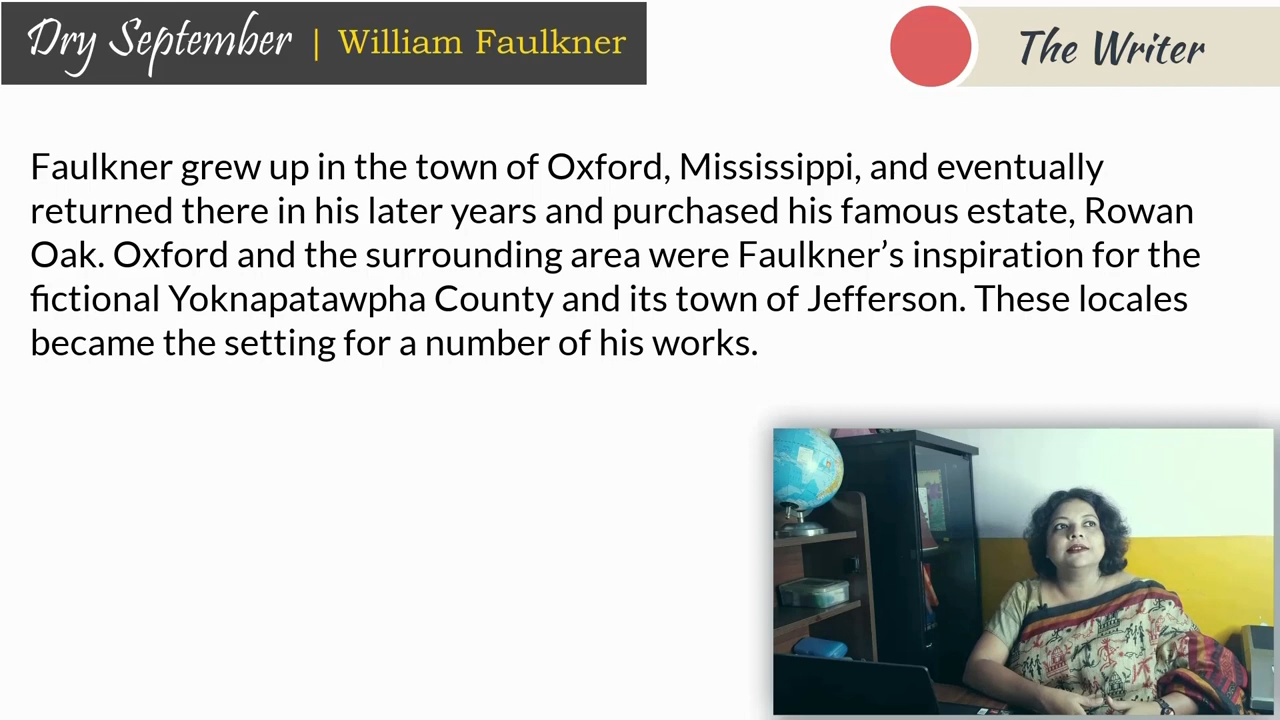 Dry September | William Faulkner
The Writer
Faulkner grew up in the town of Oxford, Mississippi, and eventually
returned there in his later years and purchased his famous estate, Rowan
Oak. Oxford and the surrounding area were Faulkner’s inspiration for the
fictional Yoknapatawpha County and its town of Jefferson. These locales
became the setting for a number of his works.